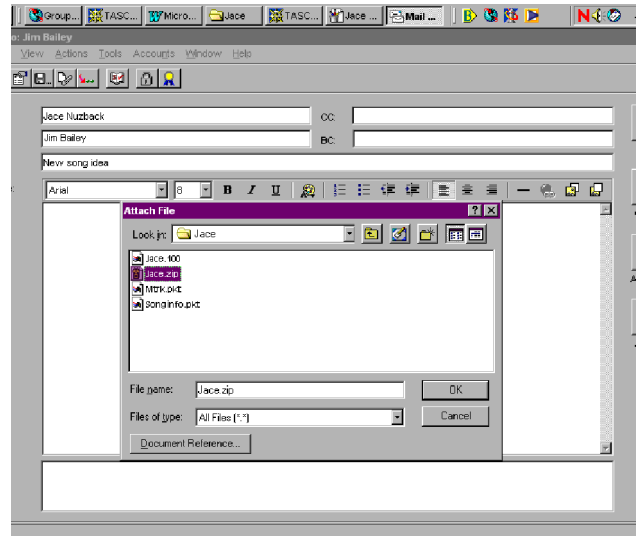 Group... TASC... Micro... Jace TASC... Jace ... Mail ...
o: Jim Bailey
View Actions Tools Accounts Window Help
Jace Nuzback CC:
Jim Bailey BC:
New song idea
Arial 8 B I U
Attach File
Look in: Jace
Jace.100
Jace.zip
Mtrk.pkt
Songinfo.pkt
File name: Jace.zip OK
Files of type: All Files (*.*) Cancel
Document Reference...